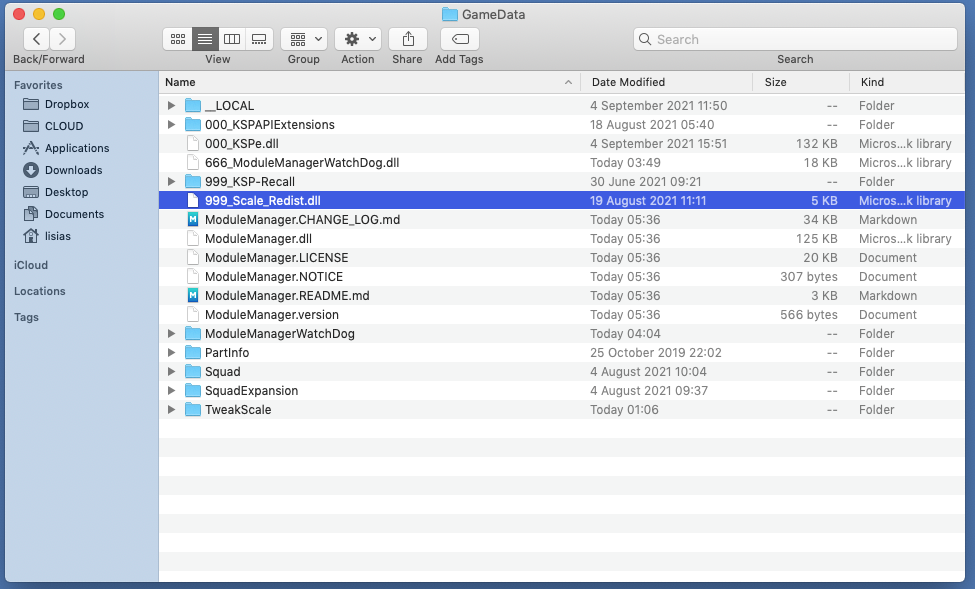 GameData
Back/Forward View Group Action Share Add Tags Search
Search
Favorites
Dropbox
CLOUD
Applications
Downloads
Desktop
Documents
lisias
iCloud
Locations
Tags
Name Date Modified Size Kind
__LOCAL 4 September 2021 11:50 -- Folder
000_KSPAPIExtensions 18 August 2021 05:40 -- Folder
000_KSPe.dll 4 September 2021 15:51 132 KB Micros...k library
666_ModuleManagerWatchDog.dll Today 03:49 18 KB Micros...k library
999_KSP-Recall 30 June 2021 09:21 -- Folder
999_Scale_Redist.dll 19 August 2021 11:11 5 KB Micros...k library
ModuleManager.CHANGE_LOG.md Today 05:36 34 KB Markdown
ModuleManager.dll Today 05:36 125 KB Micros...k library
ModuleManager.LICENSE Today 05:36 20 KB Document
ModuleManager.NOTICE Today 05:36 307 bytes Document
ModuleManager.README.md Today 05:36 3 KB Markdown
ModuleManager.version Today 05:36 566 bytes Document
ModuleManagerWatchDog Today 04:04 -- Folder
PartInfo 25 October 2019 22:02 -- Folder
Squad 4 August 2021 10:04 -- Folder
SquadExpansion 4 August 2021 09:37 -- Folder
TweakScale Today 01:06 -- Folder